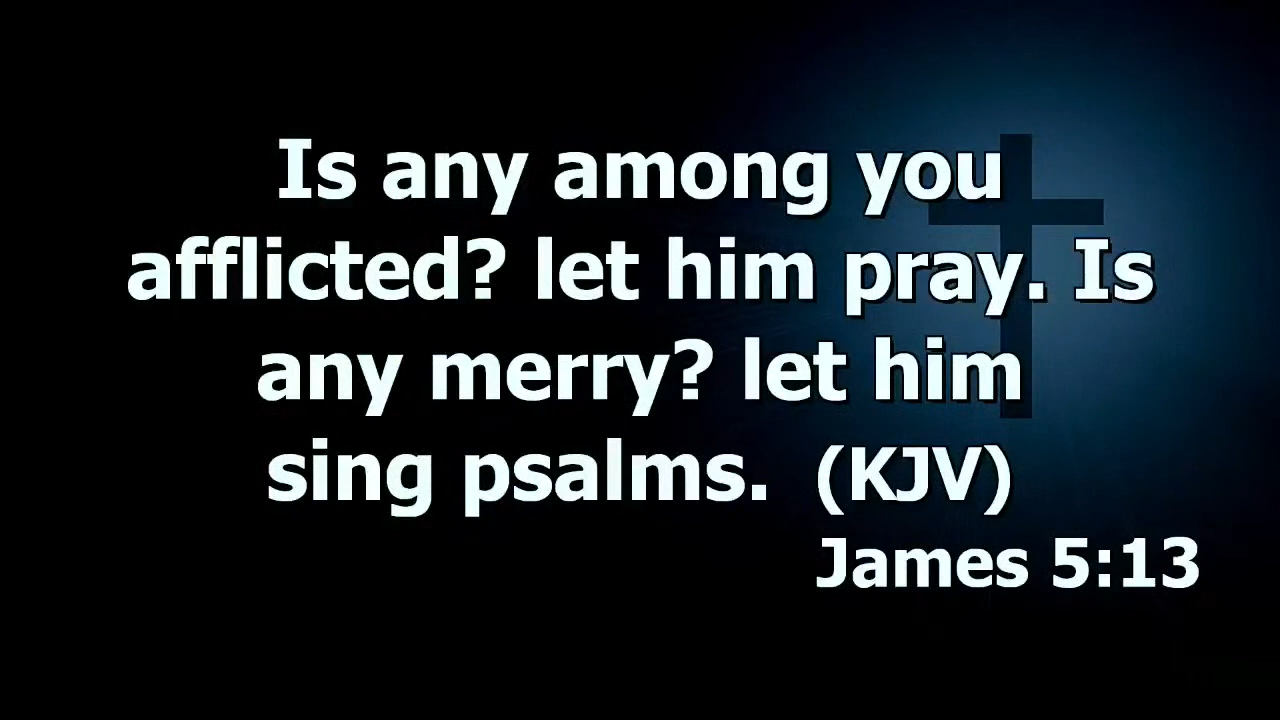 Is any among you
afflicted? let him pray. Is
any merry? let him
sing psalms. (KJV)
James 5:13